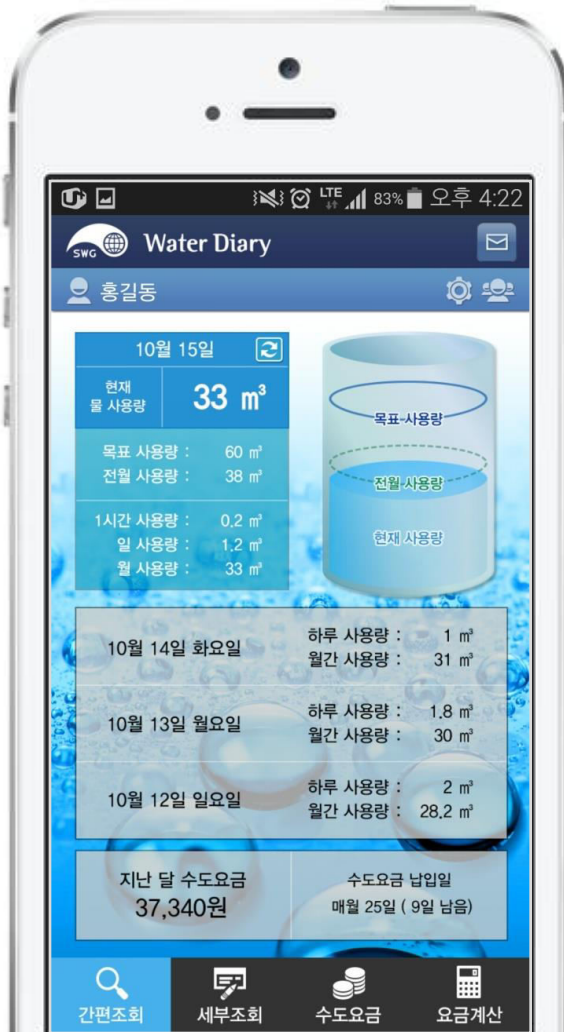 LTE 83% 오후 4:22
SWG Water Diary
홍길동
10월 15일
현재
물 사용량
33 m³
목표 사용량 : 60 m³
전월 사용량 : 38 m³
1시간 사용량 : 0.2 m³
일 사용량 : 1.2 m³
월 사용량 : 33 m³
목표 사용량
전월 사용량
현재 사용량
10월 14일 화요일
하루 사용량 : 1 m³
월간 사용량 : 31 m³
10월 13일 월요일
하루 사용량 : 1.8 m³
월간 사용량 : 30 m³
10월 12일 일요일
하루 사용량 : 2 m³
월간 사용량 : 28.2 m³
지난 달 수도요금
37,340원
수도요금 납입일
매월 25일 ( 9일 남음)
간편조회
세부조회
수도요금
요금계산